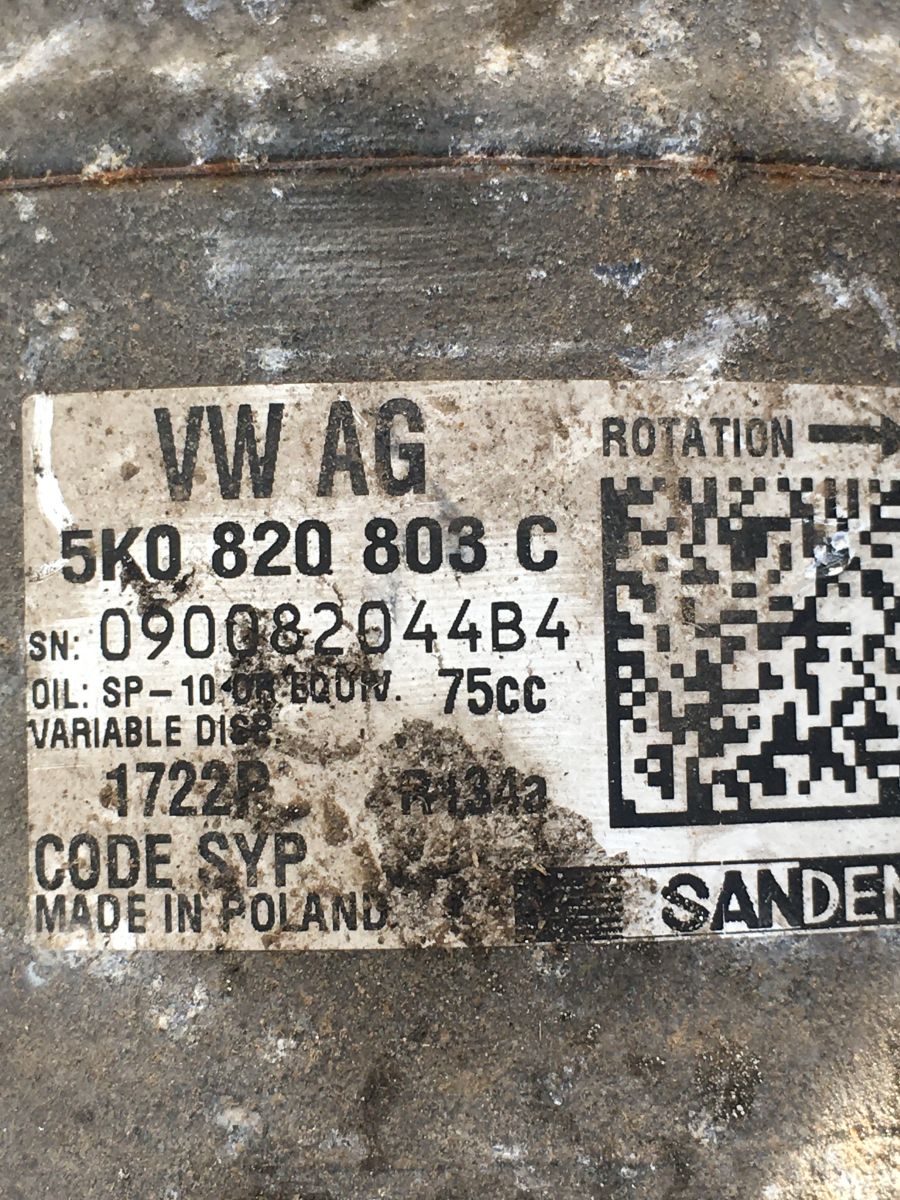 VW AG
ROTATION
5K0 820 803 C
SN: 090082044B4
OIL: SP-10 OR EQUIV. 75cc
VARIABLE DISP.
1722P R134a
CODE SYP
MADE IN POLAND
SANDEN